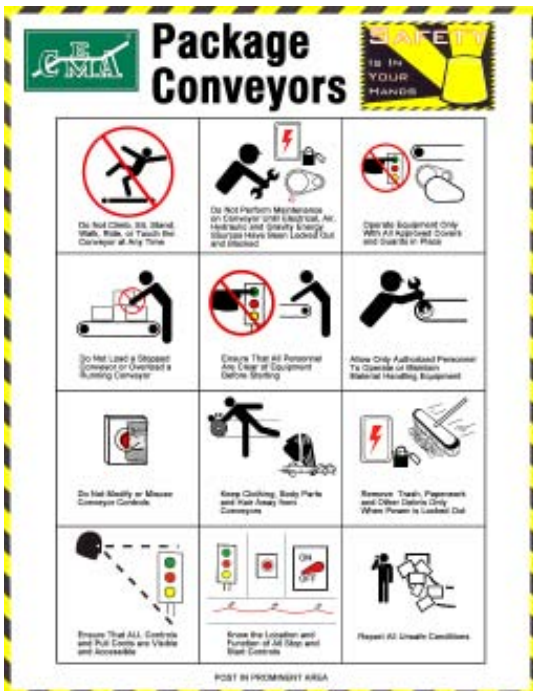 CEMA
Package
Conveyors
SAFETY
IS IN
YOUR
HANDS
Do Not Climb, Sit, Stand,
Walk, Ride, or Touch the
Conveyor at Any Time
Do Not Perform Maintenance
on Conveyor Until Electrical, Air,
Hydraulic and Gravity Energy
Sources Have Been Locked Out
and Blocked
Operate Equipment Only
With All Approved Covers
and Guards in Place
Do Not Load a Stopped
Conveyor or Overload a
Running Conveyor
Ensure That All Personnel
Are Clear of Equipment
Before Starting
Allow Only Authorized Personnel
To Operate or Maintain
Material Handling Equipment
Do Not Modify or Misuse
Conveyor Controls
Keep Clothing, Body Parts
and Hair Away from
Conveyors
Remove Trash, Paperwork
and Other Debris Only
When Power is Locked Out
Ensure That ALL Controls
and Pull Cords are Visible
and Accessible
ON
OFF
Know the Location and
Function of All Stop and
Start Controls
Report All Unsafe Conditions
POST IN PROMINENT AREA